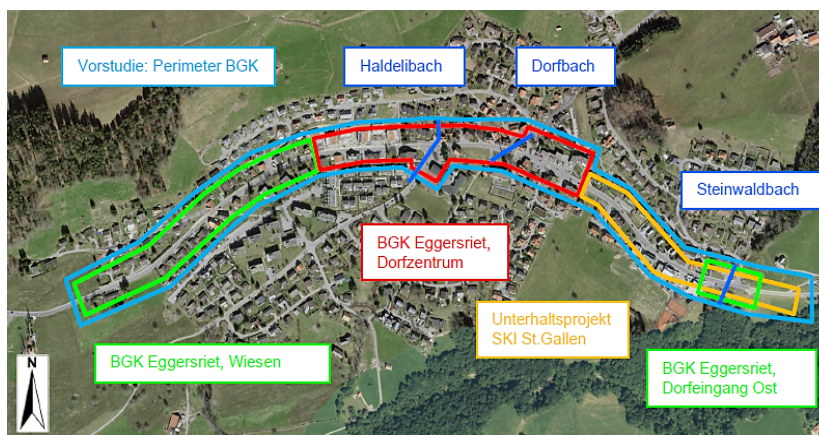 Vorstudie: Perimeter BGK
Haldelibach
Dorfbach
Steinwaldbach
BGK Eggersriet,
Dorfzentrum
Unterhaltsprojekt
SKI St.Gallen
BGK Eggersriet, Wiesen
BGK Eggersriet,
Dorfeingang Ost
N